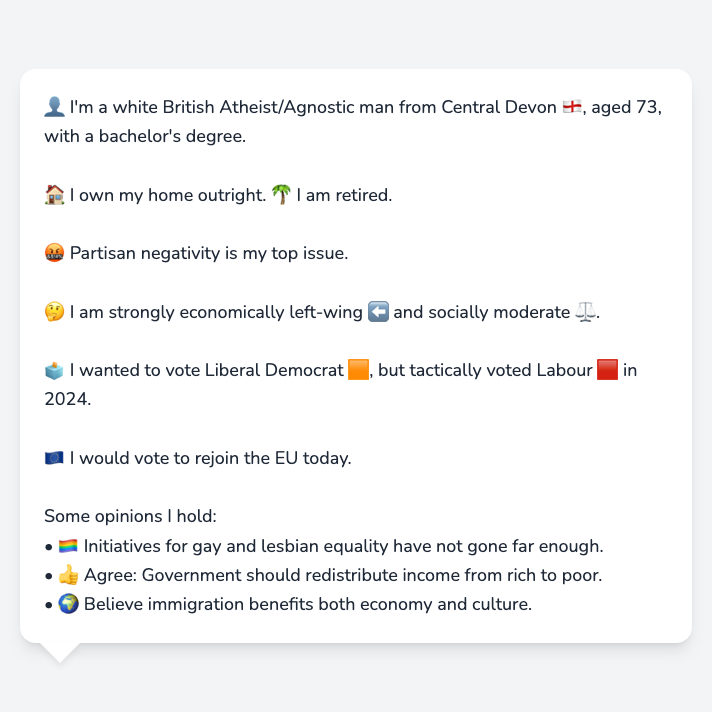 👤 I'm a white British Atheist/Agnostic man from Central Devon 🏴󠁧󠁢󠁥󠁮󠁧󠁿, aged 73,
with a bachelor's degree.
🏠 I own my home outright. 🌴 I am retired.
🤬 Partisan negativity is my top issue.
🤔 I am strongly economically left-wing ⬅️ and socially moderate ⚖️.
🗳️ I wanted to vote Liberal Democrat 🟧, but tactically voted Labour 🟥 in
2024.
🇪🇺 I would vote to rejoin the EU today.
Some opinions I hold:
• 🏳️‍🌈 Initiatives for gay and lesbian equality have not gone far enough.
• 👍 Agree: Government should redistribute income from rich to poor.
• 🌍 Believe immigration benefits both economy and culture.